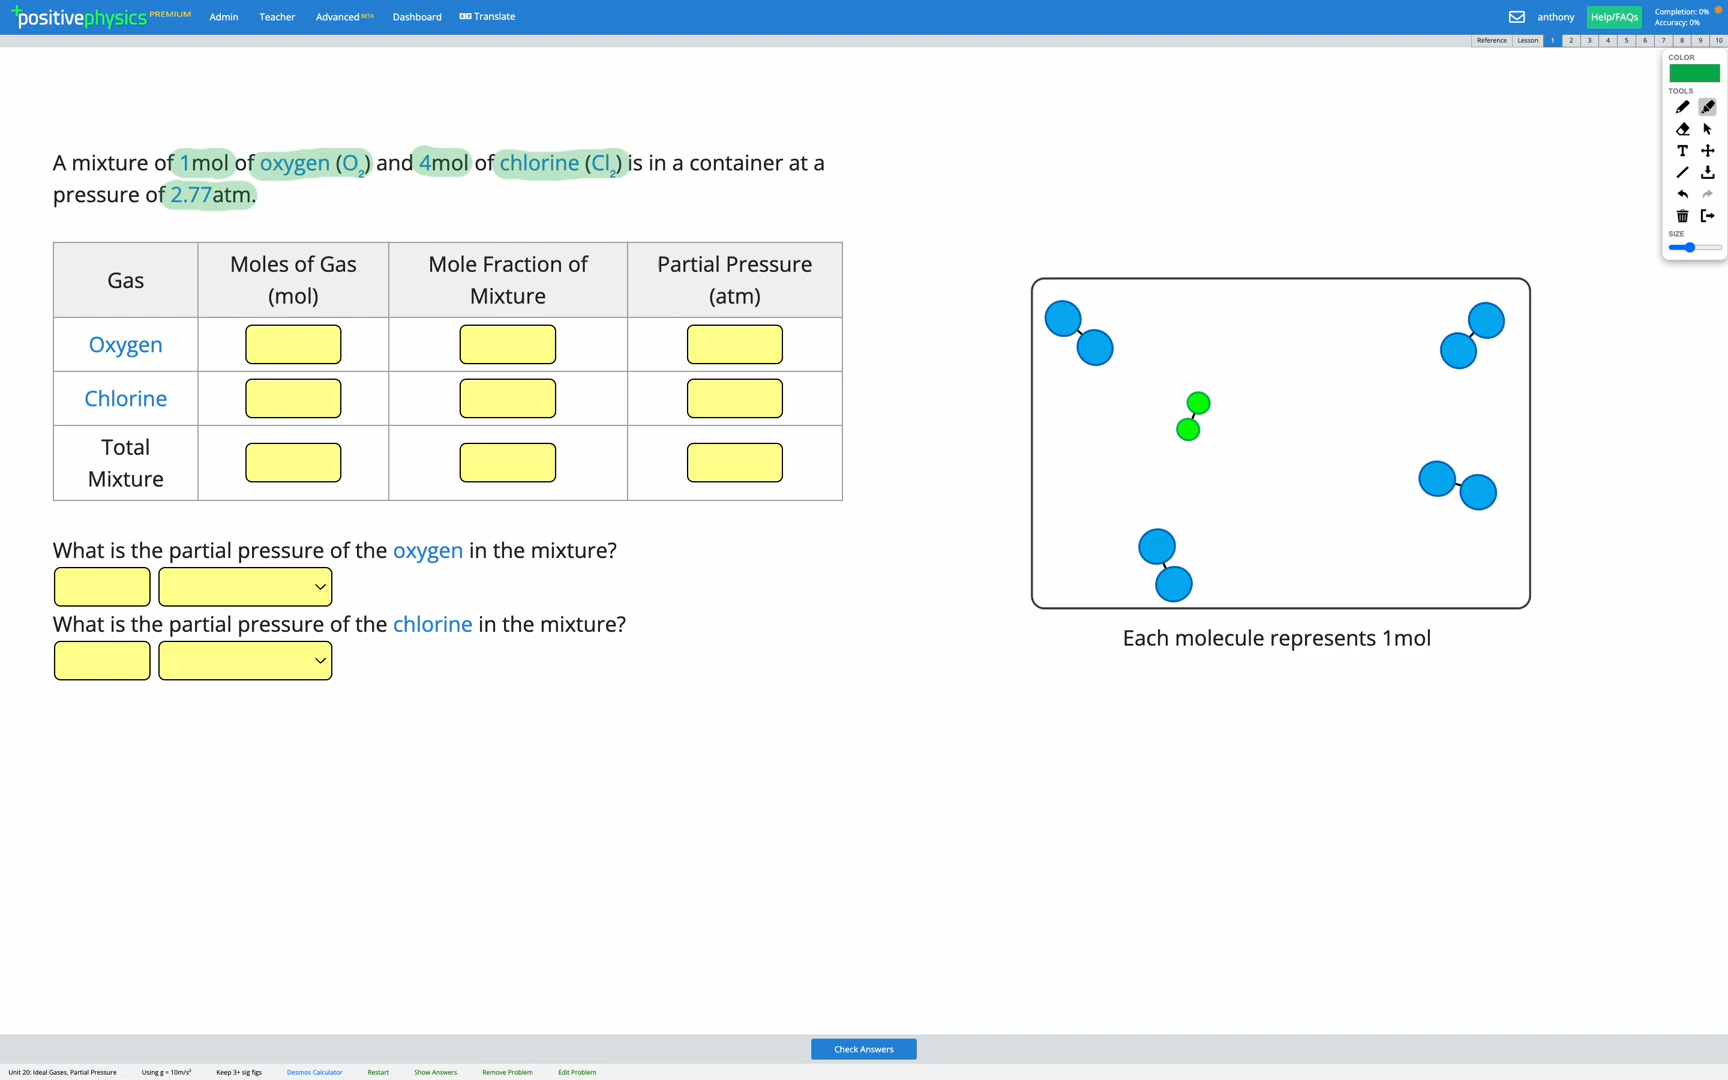 positivephysics PREMIUM Admin Teacher Advanced BETA Dashboard Translate anthony Help/FAQs Completion: 0%
Accuracy: 0%
Reference Lesson 1 2 3 4 5 6 7 8 9 10
COLOR
TOOLS
SIZE
A mixture of 1mol of oxygen (O₂) and 4mol of chlorine (Cl₂) is in a container at a
pressure of 2.77atm.
Gas
Moles of Gas
(mol)
Mole Fraction of
Mixture
Partial Pressure
(atm)
Oxygen
Chlorine
Total
Mixture
What is the partial pressure of the oxygen in the mixture?
What is the partial pressure of the chlorine in the mixture?
Each molecule represents 1mol
Check Answers
Unit 20: Ideal Gases, Partial Pressure Using g = 10m/s² Keep 3+ sig figs Desmos Calculator Restart Show Answers Remove Problem Edit Problem